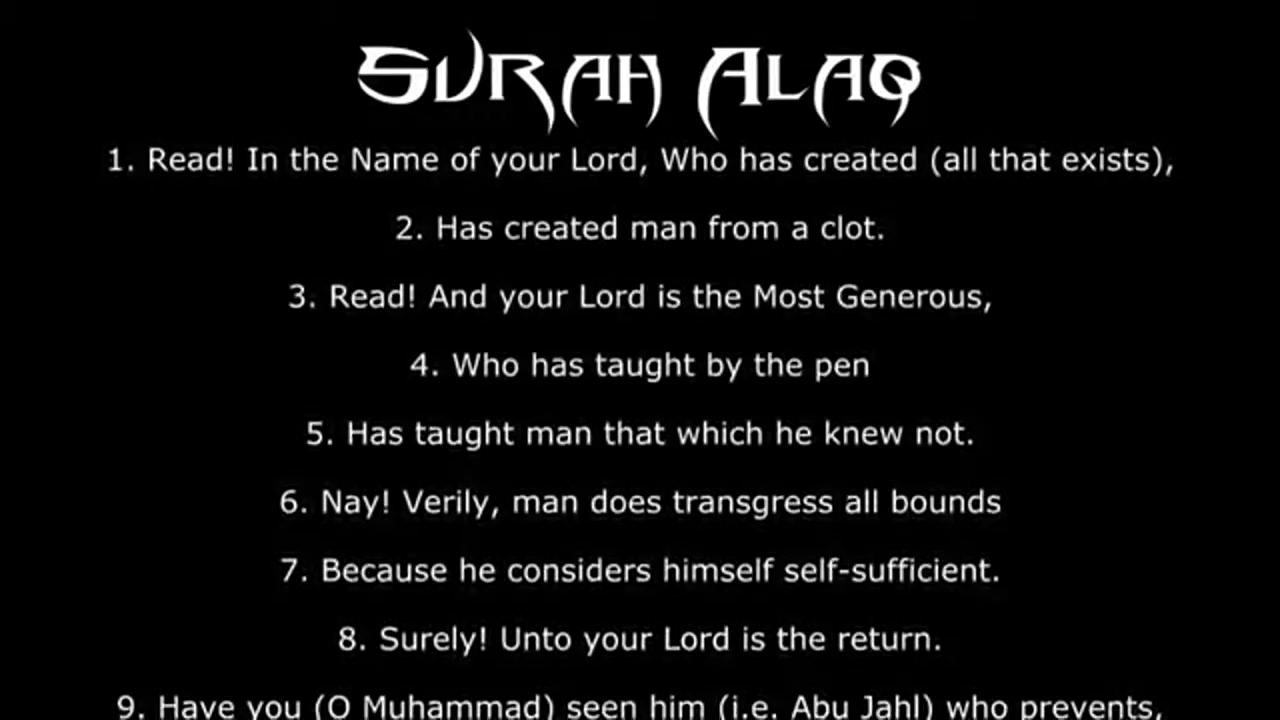 Surah Alaq
1. Read! In the Name of your Lord, Who has created (all that exists),
2. Has created man from a clot.
3. Read! And your Lord is the Most Generous,
4. Who has taught by the pen
5. Has taught man that which he knew not.
6. Nay! Verily, man does transgress all bounds
7. Because he considers himself self-sufficient.
8. Surely! Unto your Lord is the return.
9. Have you (O Muhammad) seen him (i.e. Abu Jahl) who prevents,